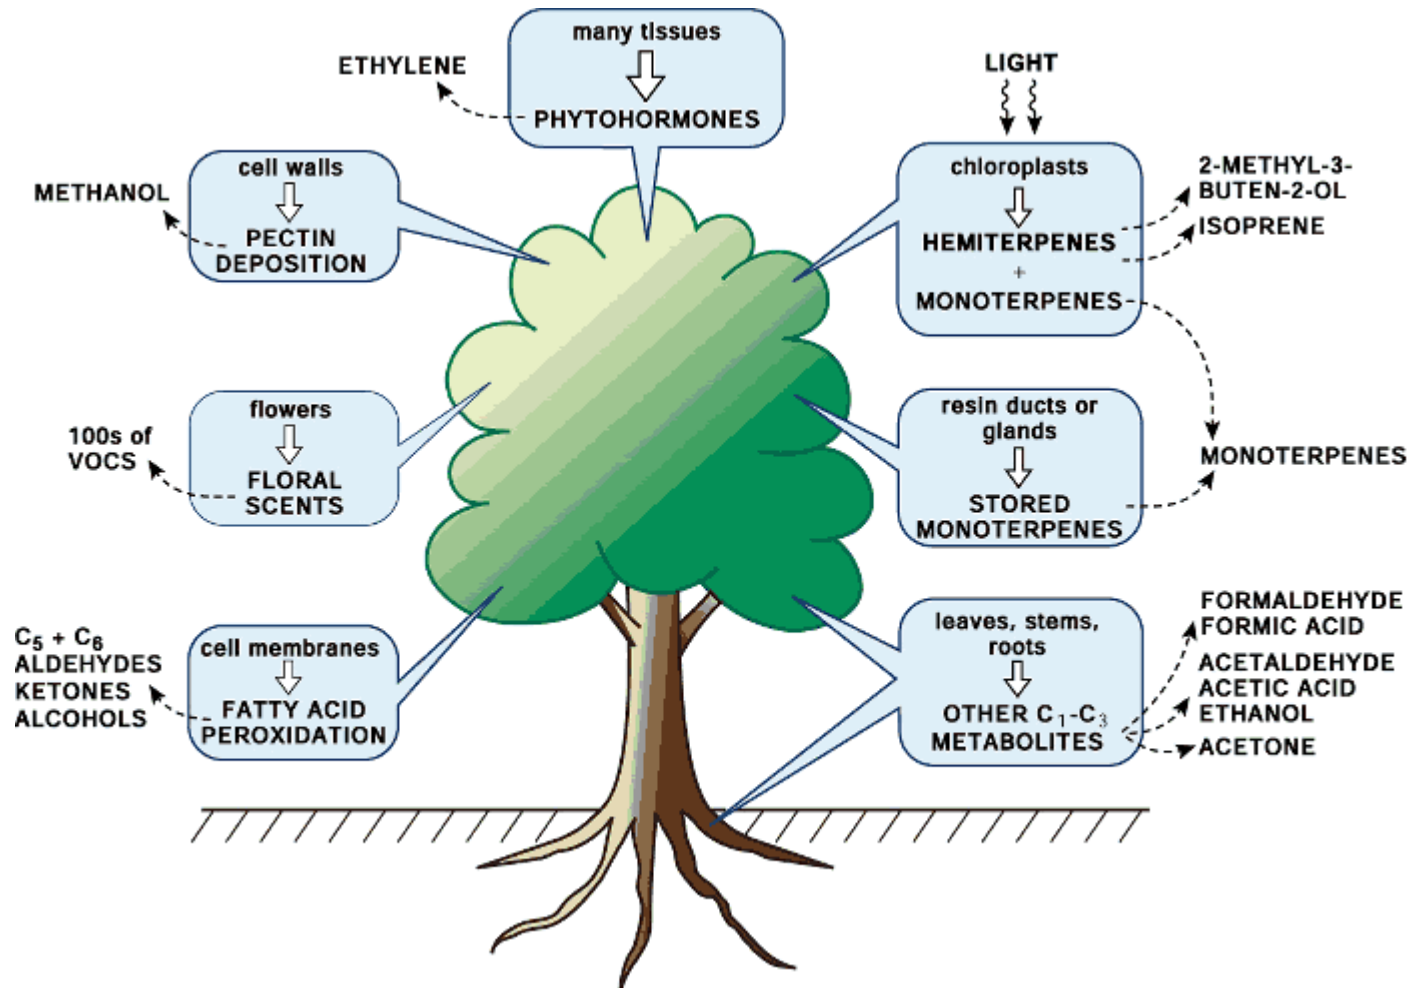 many tissues
PHYTOHORMONES
ETHYLENE
LIGHT
cell walls
PECTIN
DEPOSITION
METHANOL
chloroplasts
HEMITERPENES
+
MONOTERPENES
2-METHYL-3-
BUTEN-2-OL
ISOPRENE
flowers
FLORAL
SCENTS
100s of
VOCS
resin ducts or
glands
STORED
MONOTERPENES
MONOTERPENES
cell membranes
FATTY ACID
PEROXIDATION
C₅ + C₆
ALDEHYDES
KETONES
ALCOHOLS
leaves, stems,
roots
OTHER C₁-C₃
METABOLITES
FORMALDEHYDE
FORMIC ACID
ACETALDEHYDE
ACETIC ACID
ETHANOL
ACETONE